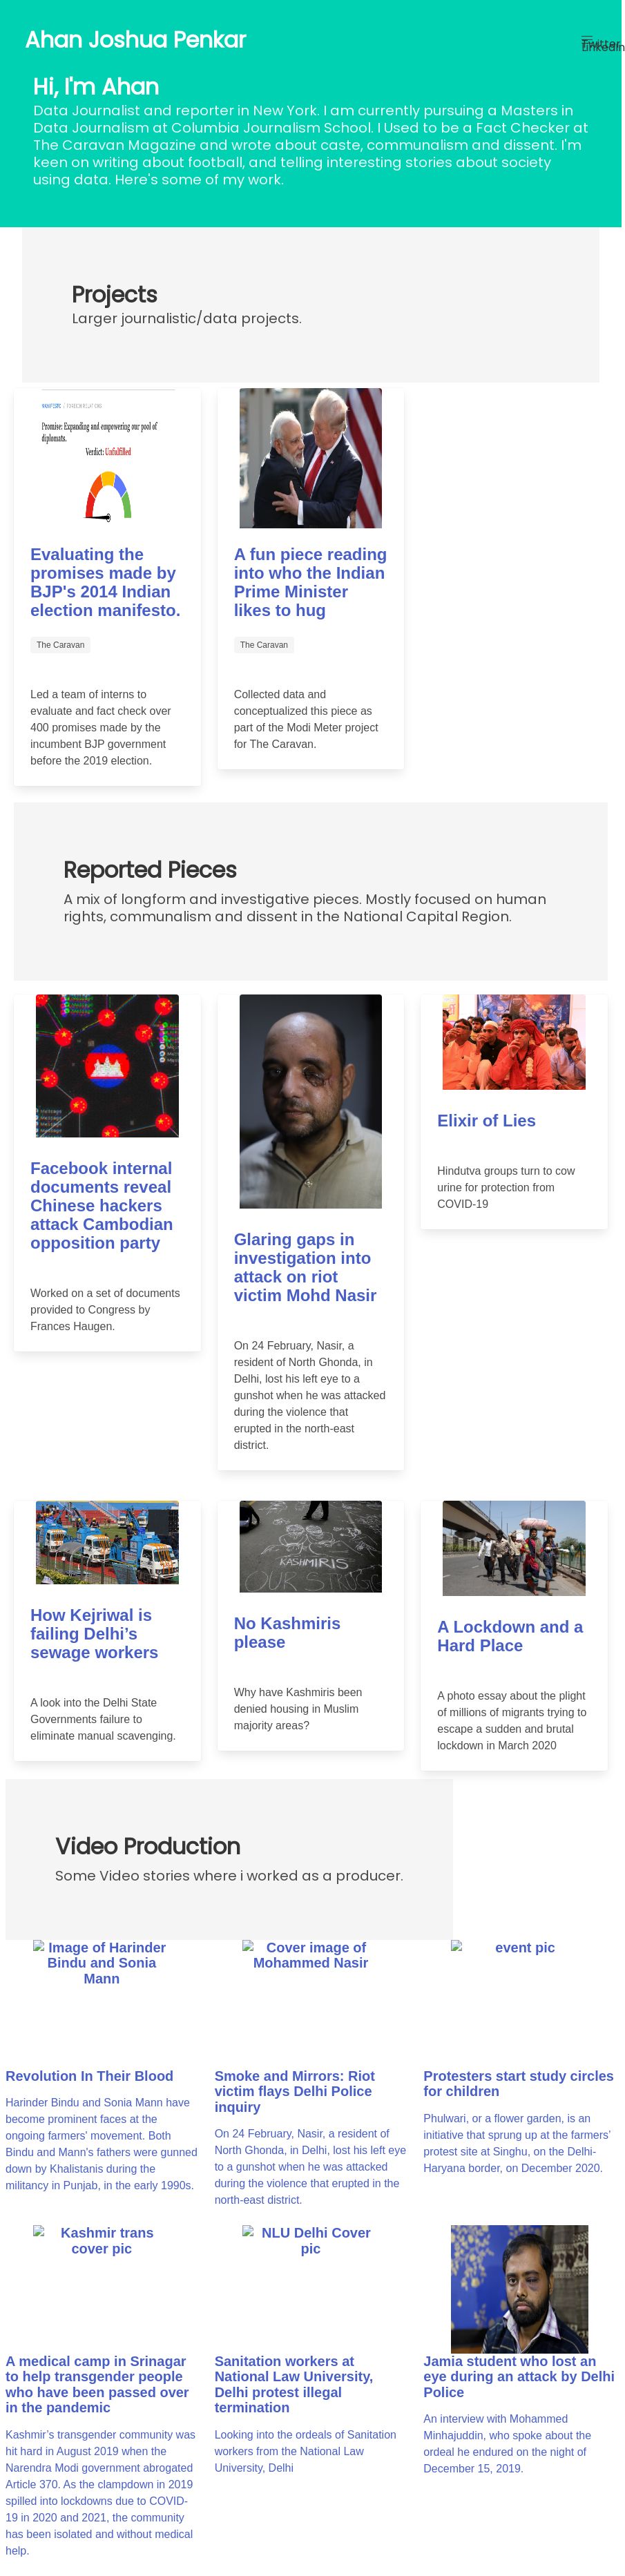 Ahan Joshua Penkar
Hi, I'm Ahan
Data Journalist and reporter in New York. I am currently pursuing a Masters in
Data Journalism at Columbia Journalism School. I Used to be a Fact Checker at
The Caravan Magazine and wrote about caste, communalism and dissent. I'm
keen on writing about football, and telling interesting stories about society
using data. Here's some of my work.
Projects
Larger journalistic/data projects.
Promise: Expanding and empowering our pool of
diplomats.
Verdict: Unfulfilled
Evaluating the
promises made by
BJP's 2014 Indian
election manifesto.
The Caravan
Led a team of interns to
evaluate and fact check over
400 promises made by the
incumbent BJP government
before the 2019 election.
A fun piece reading
into who the Indian
Prime Minister
likes to hug
The Caravan
Collected data and
conceptualized this piece as
part of the Modi Meter project
for The Caravan.
Reported Pieces
A mix of longform and investigative pieces. Mostly focused on human
rights, communalism and dissent in the National Capital Region.
Facebook internal
documents reveal
Chinese hackers
attack Cambodian
opposition party
Worked on a set of documents
provided to Congress by
Frances Haugen.
Glaring gaps in
investigation into
attack on riot
victim Mohd Nasir
On 24 February, Nasir, a
resident of North Ghonda, in
Delhi, lost his left eye to a
gunshot when he was attacked
during the violence that
erupted in the north-east
district.
Elixir of Lies
Hindutva groups turn to cow
urine for protection from
COVID-19
How Kejriwal is
failing Delhi’s
sewage workers
A look into the Delhi State
Governments failure to
eliminate manual scavenging.
KASHMIRIS
No Kashmiris
please
Why have Kashmiris been
denied housing in Muslim
majority areas?
A Lockdown and a
Hard Place
A photo essay about the plight
of millions of migrants trying to
escape a sudden and brutal
lockdown in March 2020
Video Production
Some Video stories where i worked as a producer.
Image of Harinder
Bindu and Sonia
Mann
Revolution In Their Blood
Harinder Bindu and Sonia Mann have
become prominent faces at the
ongoing farmers' movement. Both
Bindu and Mann's fathers were gunned
down by Khalistanis during the
militancy in Punjab, in the early 1990s.
Cover image of
Mohammed Nasir
Smoke and Mirrors: Riot
victim flays Delhi Police
inquiry
On 24 February, Nasir, a resident of
North Ghonda, in Delhi, lost his left eye
to a gunshot when he was attacked
during the violence that erupted in the
north-east district.
event pic
Protesters start study circles
for children
Phulwari, or a flower garden, is an
initiative that sprung up at the farmers’
protest site at Singhu, on the Delhi-
Haryana border, on December 2020.
Kashmir trans
cover pic
A medical camp in Srinagar
to help transgender people
who have been passed over
in the pandemic
Kashmir’s transgender community was
hit hard in August 2019 when the
Narendra Modi government abrogated
Article 370. As the clampdown in 2019
spilled into lockdowns due to COVID-
19 in 2020 and 2021, the community
has been isolated and without medical
help.
NLU Delhi Cover
pic
Sanitation workers at
National Law University,
Delhi protest illegal
termination
Looking into the ordeals of Sanitation
workers from the National Law
University, Delhi
Jamia student who lost an
eye during an attack by Delhi
Police
An interview with Mohammed
Minhajuddin, who spoke about the
ordeal he endured on the night of
December 15, 2019.